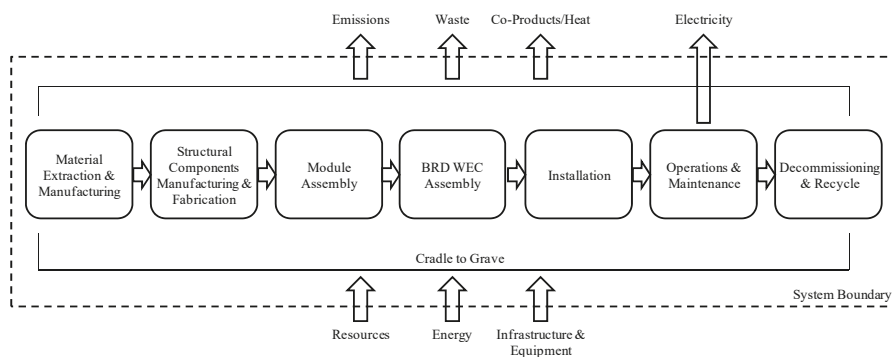 Emissions
Waste
Co-Products/Heat
Electricity
Material
Extraction &
Manufacturing
Structural
Components
Manufacturing &
Fabrication
Module
Assembly
BRD WEC
Assembly
Installation
Operations &
Maintenance
Decommissioning
& Recycle
Cradle to Grave
System Boundary
Resources
Energy
Infrastructure &
Equipment